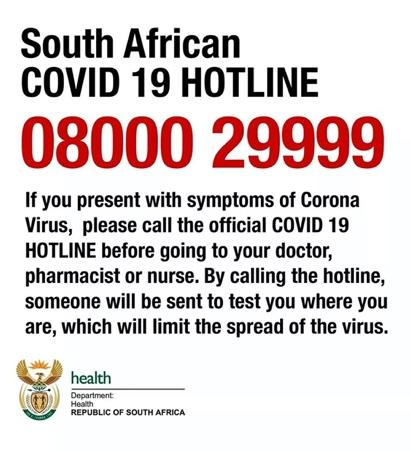 South African
COVID 19 HOTLINE
08000 29999
If you present with symptoms of Corona
Virus,  please call the official COVID 19
HOTLINE before going to your doctor,
pharmacist or nurse. By calling the hotline,
someone will be sent to test you where you
are, which will limit the spread of the virus.
health
Department:
Health
REPUBLIC OF SOUTH AFRICA